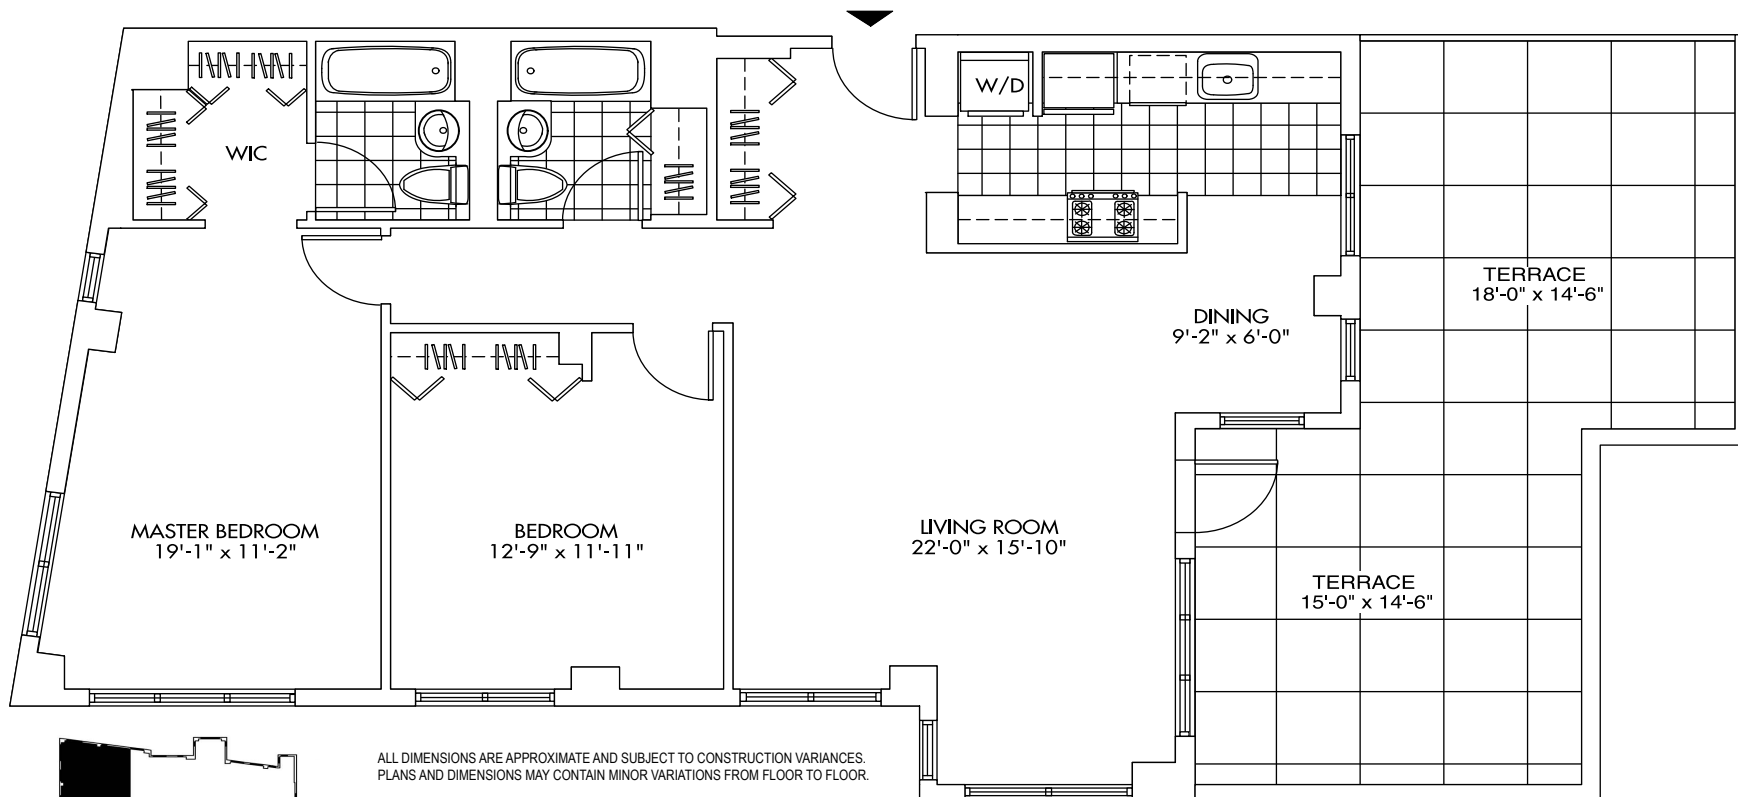 W/D
WIC
TERRACE
18'-0" x 14'-6"
DINING
9'-2" x 6'-0"
MASTER BEDROOM
19'-1" x 11'-2"
BEDROOM
12'-9" x 11'-11"
LIVING ROOM
22'-0" x 15'-10"
TERRACE
15'-0" x 14'-6"
ALL DIMENSIONS ARE APPROXIMATE AND SUBJECT TO CONSTRUCTION VARIANCES.
PLANS AND DIMENSIONS MAY CONTAIN MINOR VARIATIONS FROM FLOOR TO FLOOR.